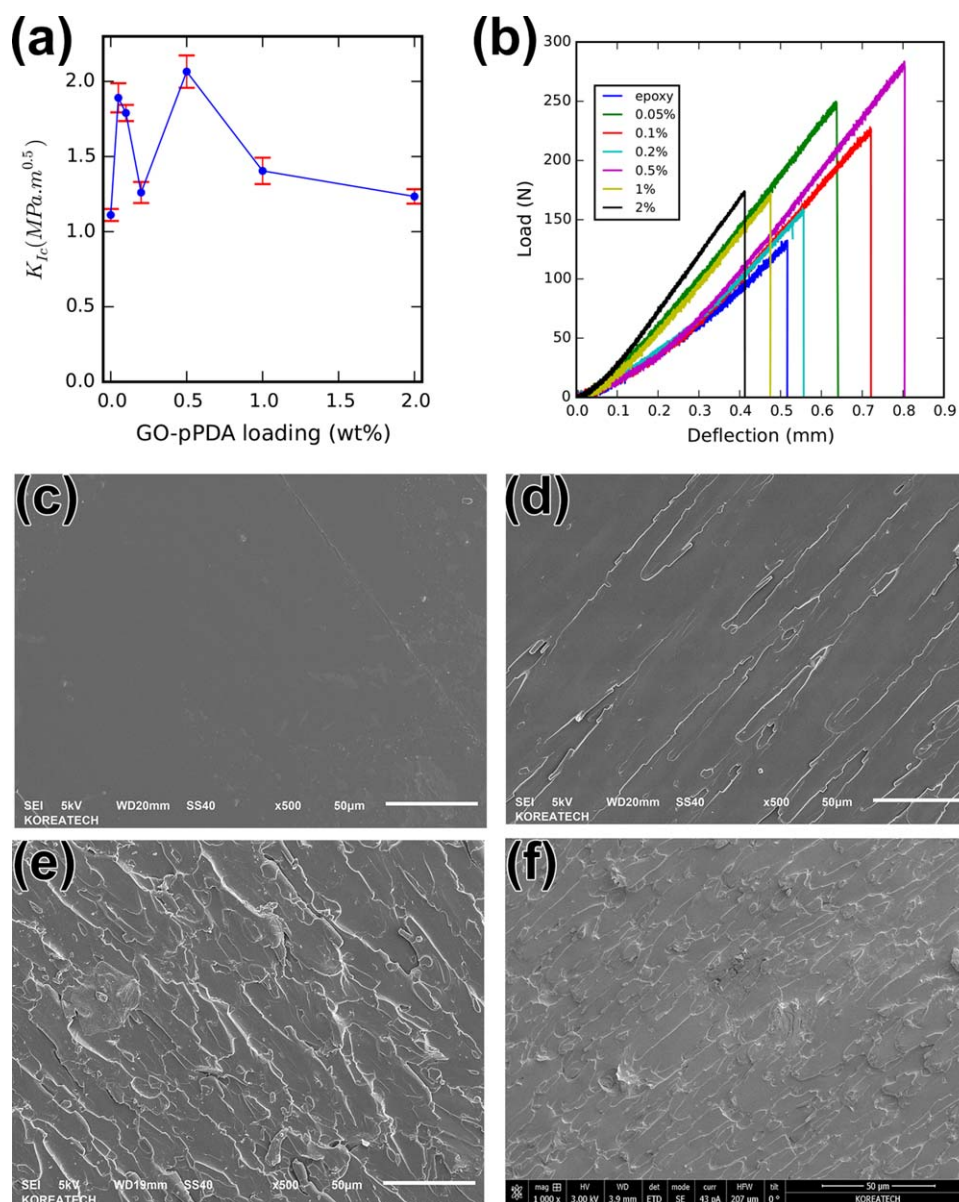 (a)
2.0
1.5
1.0
0.5
0.0
K_{Ic}(MPa.m^{0.5})
0.0 0.5 1.0 1.5 2.0
GO-pPDA loading (wt%)
(b)
300
250
200
150
100
50
0
Load (N)
epoxy
0.05%
0.1%
0.2%
0.5%
1%
2%
0.0 0.1 0.2 0.3 0.4 0.5 0.6 0.7 0.8 0.9
Deflection (mm)
(c)
SEI 5kV WD20mm SS40 x500 50µm
KOREATECH
(d)
SEI 5kV WD20mm SS40 x500 50µm
KOREATECH
(e)
SEI 5kV WD19mm SS40 x500 50µm
KOREATECH
(f)
mag HV WD det mode curr HFW tilt 50 µm
1 000 x 3.00 kV 3.9 mm ETD SE 43 pA 207 µm 0 ° KOREATECH